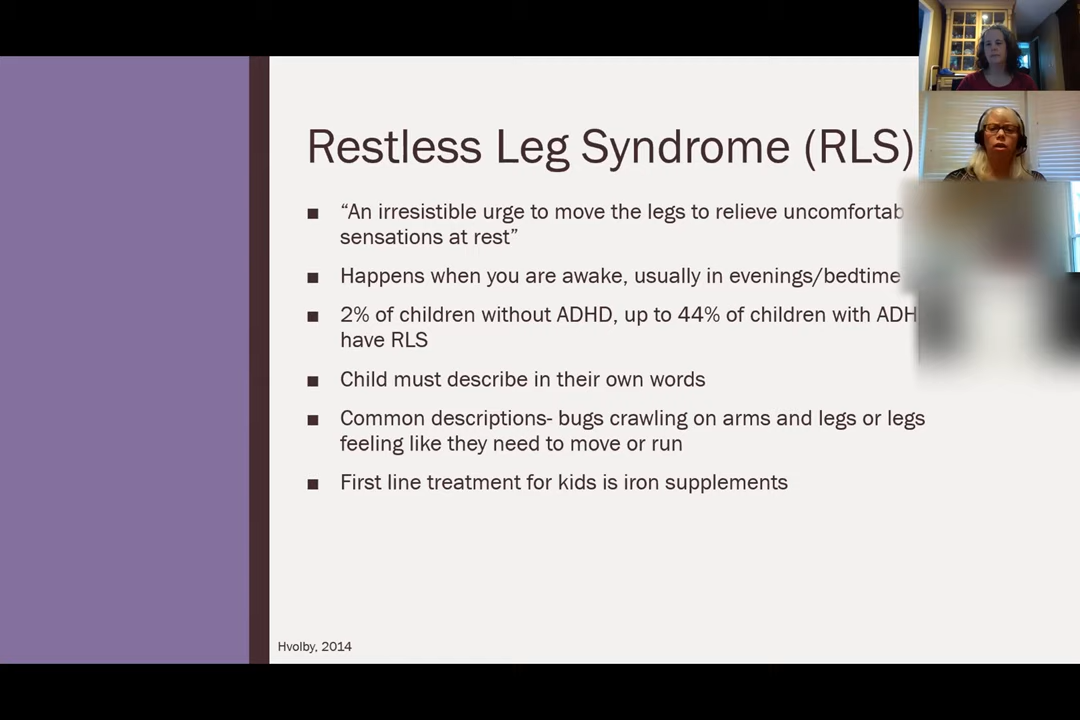 Restless Leg Syndrome (RLS)
■ “An irresistible urge to move the legs to relieve
sensations at rest”
■ Happens when you are awake, usually in evenings/bedtime
■ 2% of children without ADHD, up to 44% of children with
have RLS
■ Child must describe in their own words
■ Common descriptions- bugs crawling on arms and legs or legs
feeling like they need to move or run
■ First line treatment for kids is iron supplements
Hvolby, 2014